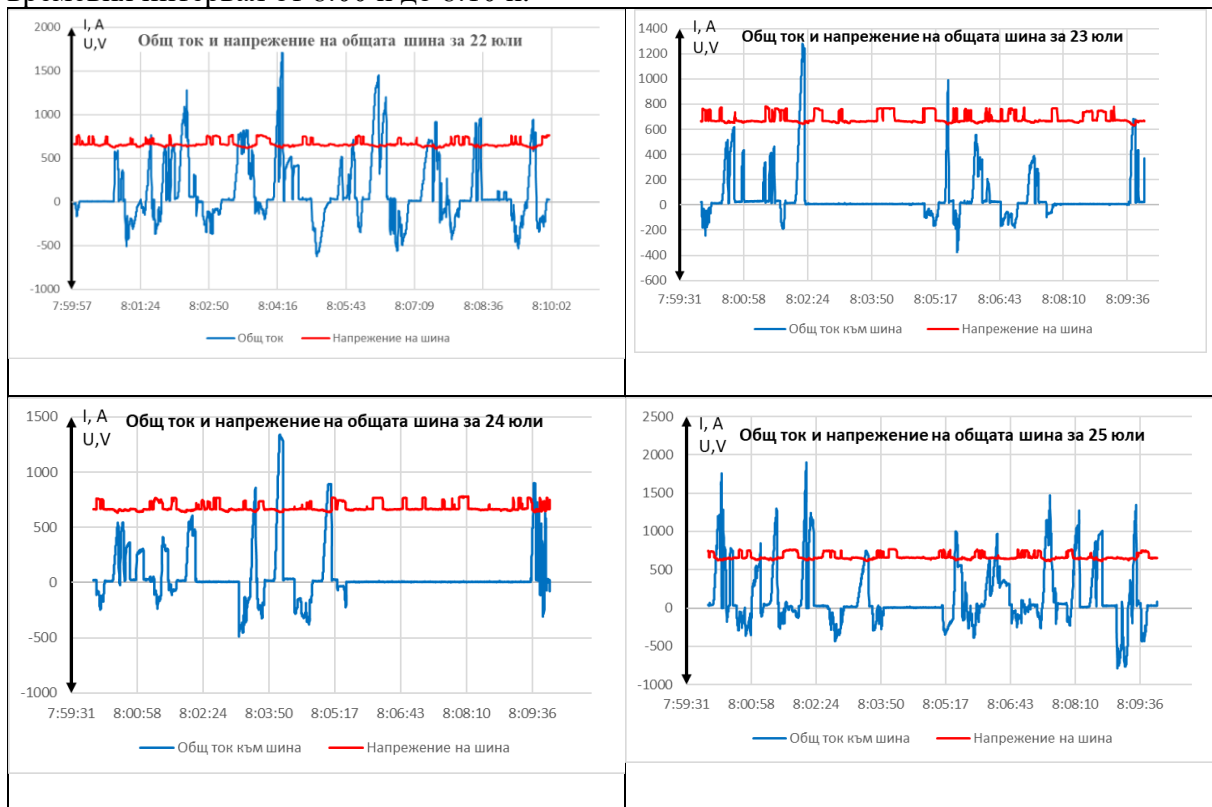 времевия интервал от 8.00 ч до 8.10 ч.
I, A
U,V
Общ ток и напрежение на общата шина за 22 юли
2000
1500
1000
500
0
-500
-1000
7:59:57 8:01:24 8:02:50 8:04:16 8:05:43 8:07:09 8:08:36 8:10:02
Общ ток Напрежение на шина
I, A
U,V
Общ ток и напрежение на общата шина за 23 юли
1400
1200
1000
800
600
400
200
0
-200
-400
-600
7:59:31 8:00:58 8:02:24 8:03:50 8:05:17 8:06:43 8:08:10 8:09:36
Общ ток към шина Напрежение на шина
I, A
U,V
Общ ток и напрежение на общата шина за 24 юли
1500
1000
500
0
-500
-1000
7:59:31 8:00:58 8:02:24 8:03:50 8:05:17 8:06:43 8:08:10 8:09:36
Общ ток към шина Напрежение на шина
I, A
U,V
Общ ток и напрежение на общата шина за 25 юли
2500
2000
1500
1000
500
0
-500
-1000
7:59:31 8:00:58 8:02:24 8:03:50 8:05:17 8:06:43 8:08:10 8:09:36
Общ ток към шина Напрежение на шина